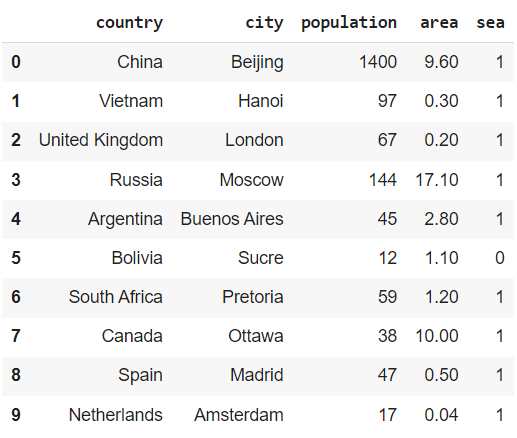 country city population area sea
0 China Beijing 1400 9.60 1
1 Vietnam Hanoi 97 0.30 1
2 United Kingdom London 67 0.20 1
3 Russia Moscow 144 17.10 1
4 Argentina Buenos Aires 45 2.80 1
5 Bolivia Sucre 12 1.10 0
6 South Africa Pretoria 59 1.20 1
7 Canada Ottawa 38 10.00 1
8 Spain Madrid 47 0.50 1
9 Netherlands Amsterdam 17 0.04 1